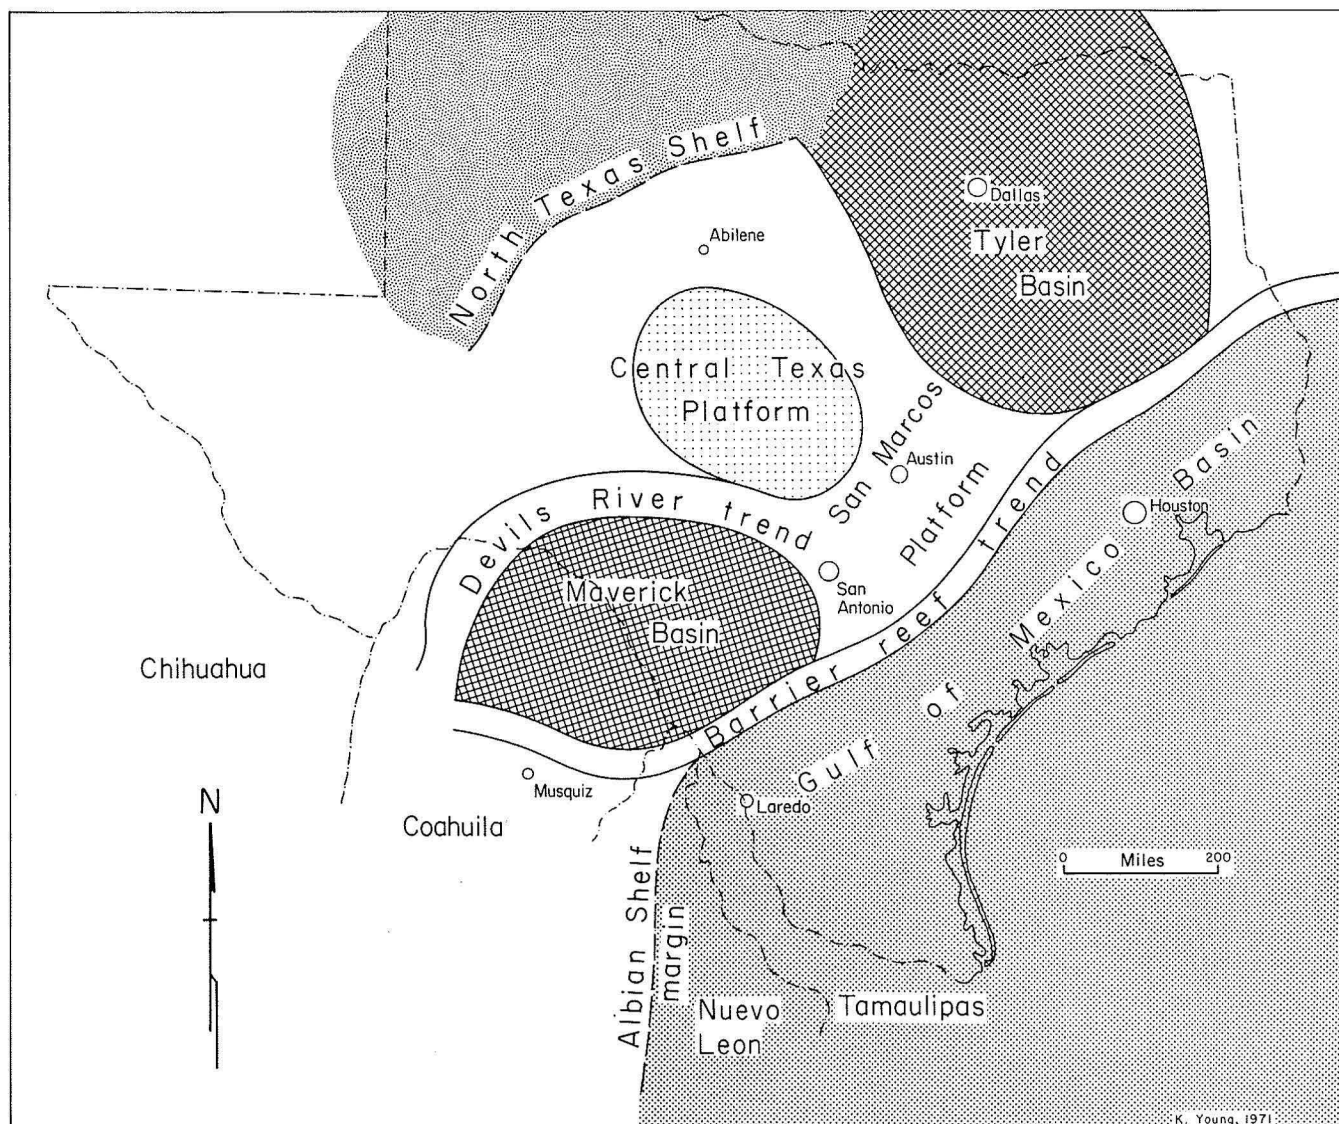 North Texas Shelf
Dallas
Tyler
Basin
Abilene
Central Texas
Platform
San Marcos
Platform
Austin
Devils River trend
Maverick
Basin
San
Antonio
Barrier reef trend
Houston
Gulf of Mexico Basin
Chihuahua
Musquiz
Laredo
Coahuila
N
0 Miles 200
Albian Shelf
margin
Nuevo
Leon
Tamaulipas
K. Young, 1971